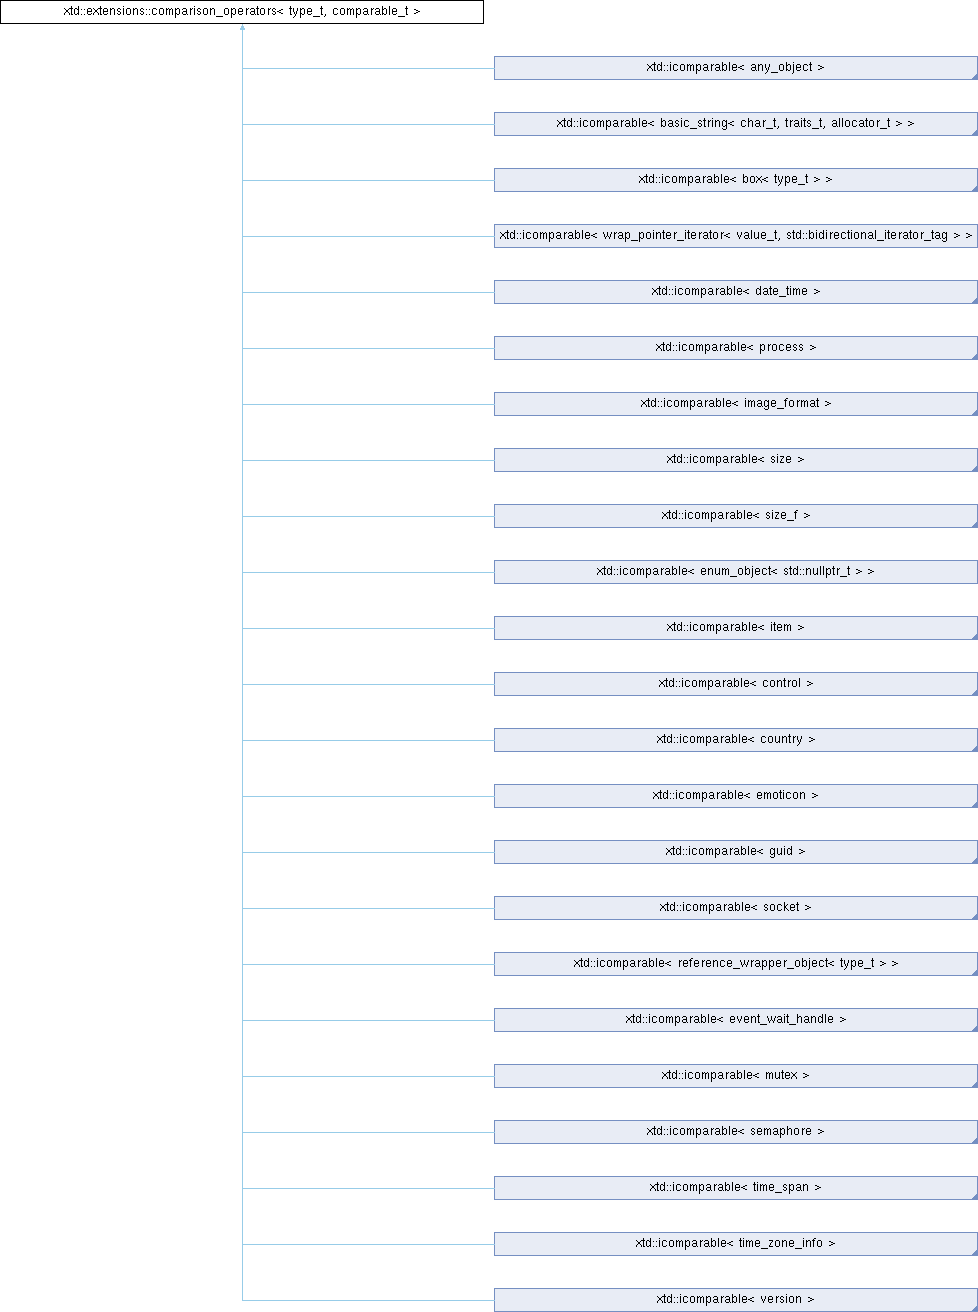 xtd::extensions::comparison_operators< type_t, comparable_t >
xtd::icomparable< any_object >
xtd::icomparable< basic_string< char_t, traits_t, allocator_t > >
xtd::icomparable< box< type_t > >
xtd::icomparable< wrap_pointer_iterator< value_t, std::bidirectional_iterator_tag > >
xtd::icomparable< date_time >
xtd::icomparable< process >
xtd::icomparable< image_format >
xtd::icomparable< size >
xtd::icomparable< size_f >
xtd::icomparable< enum_object< std::nullptr_t > >
xtd::icomparable< item >
xtd::icomparable< control >
xtd::icomparable< country >
xtd::icomparable< emoticon >
xtd::icomparable< guid >
xtd::icomparable< socket >
xtd::icomparable< reference_wrapper_object< type_t > >
xtd::icomparable< event_wait_handle >
xtd::icomparable< mutex >
xtd::icomparable< semaphore >
xtd::icomparable< time_span >
xtd::icomparable< time_zone_info >
xtd::icomparable< version >